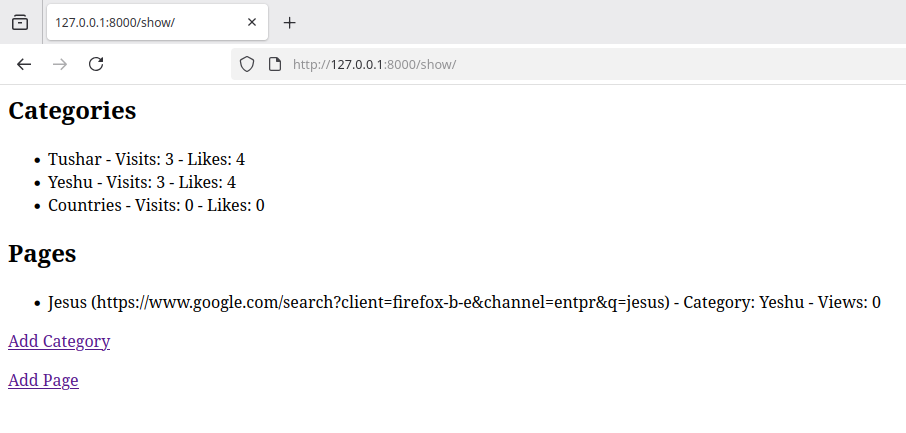 127.0.0.1:8000/show/
http://127.0.0.1:8000/show/
Categories
Tushar - Visits: 3 - Likes: 4
Yeshu - Visits: 3 - Likes: 4
Countries - Visits: 0 - Likes: 0
Pages
Jesus (https://www.google.com/search?client=firefox-b-e&channel=entpr&q=jesus) - Category: Yeshu - Views: 0
Add Category
Add Page